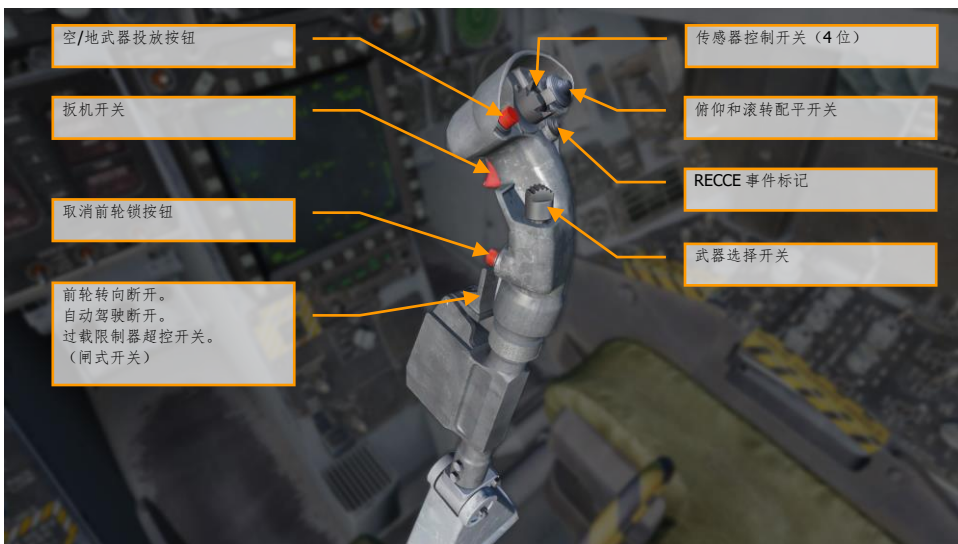 空/地武器投放按钮
扳机开关
取消前轮锁按钮
前轮转向断开。
自动驾驶断开。
过载限制器超控开关。
（闸式开关）
传感器控制开关（4 位）
俯仰和滚转配平开关
RECCE 事件标记
武器选择开关